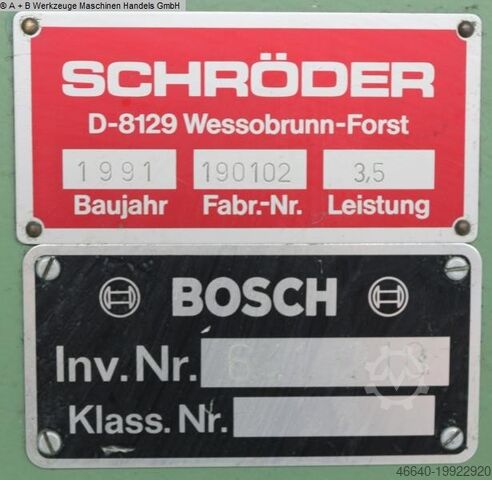 ® A + B Werkzeuge Maschinen Handels GmbH
SCHRÖDER
D-8129 Wessobrunn-Forst
1991 190102 3,5
Baujahr Fabr.-Nr. Leistung
BOSCH
Inv.Nr.
Klass.Nr.
46640-19922920